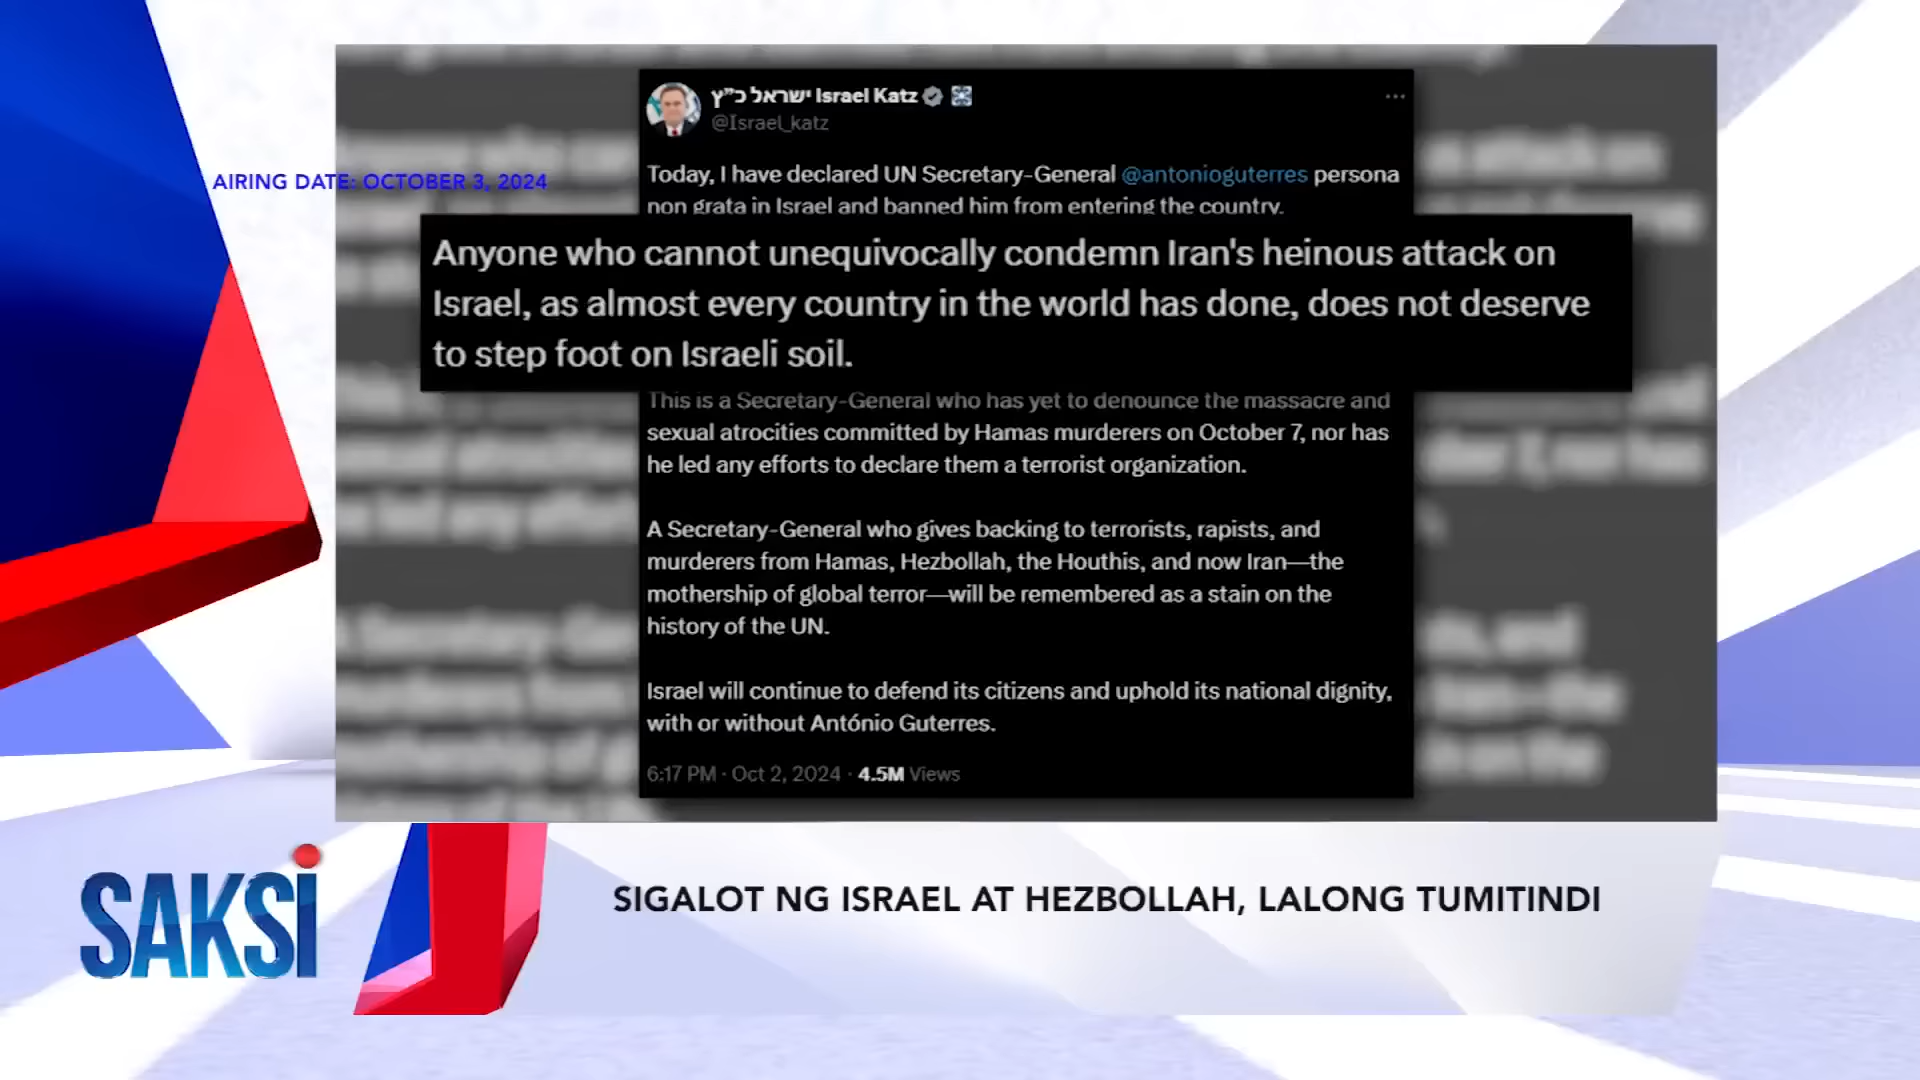 ישראל כ”ץ Israel Katz
@Israel_katz
AIRING DATE: OCTOBER 3, 2024
Today, I have declared UN Secretary-General @antonioguterres persona
non grata in Israel and banned him from entering the country.
Anyone who cannot unequivocally condemn Iran's heinous attack on
Israel, as almost every country in the world has done, does not deserve
to step foot on Israeli soil.
This is a Secretary-General who has yet to denounce the massacre and
sexual atrocities committed by Hamas murderers on October 7, nor has
he led any efforts to declare them a terrorist organization.
A Secretary-General who gives backing to terrorists, rapists, and
murderers from Hamas, Hezbollah, the Houthis, and now Iran—the
mothership of global terror—will be remembered as a stain on the
history of the UN.
Israel will continue to defend its citizens and uphold its national dignity,
with or without António Guterres.
6:17 PM · Oct 2, 2024 · 4.5M Views
SAKSI
SIGALOT NG ISRAEL AT HEZBOLLAH, LALONG TUMITINDI